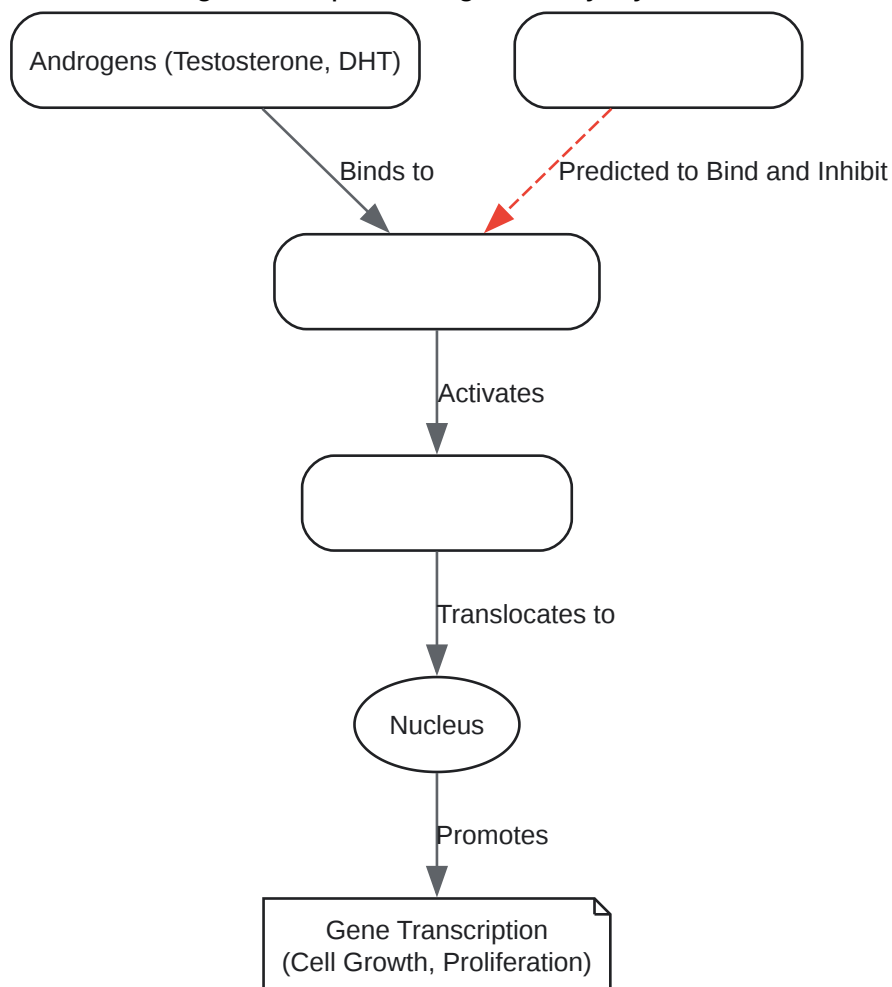 Androgens (Testosterone, DHT)
Binds to
Predicted to Bind and Inhibit
Activates
Translocates to
Nucleus
Promotes
Gene Transcription
(Cell Growth, Proliferation)